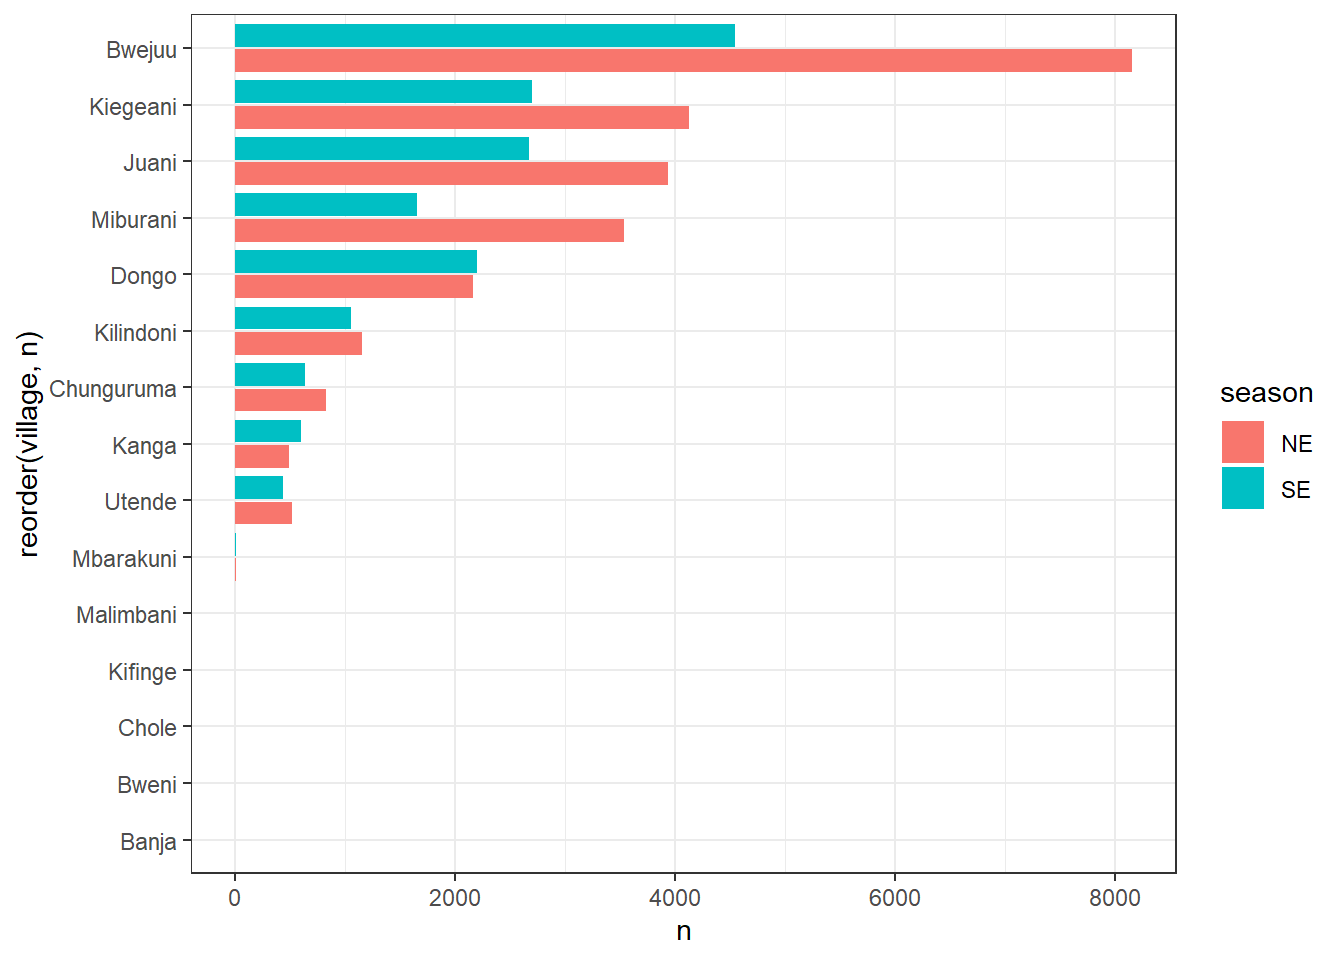 reorder(village, n)
Bwejuu
Kiegeani
Juani
Miburani
Dongo
Kilindoni
Chunguruma
Kanga
Utende
Mbarakuni
Malimbani
Kifinge
Chole
Bweni
Banja
0 2000 4000 6000 8000
n
season
NE
SE